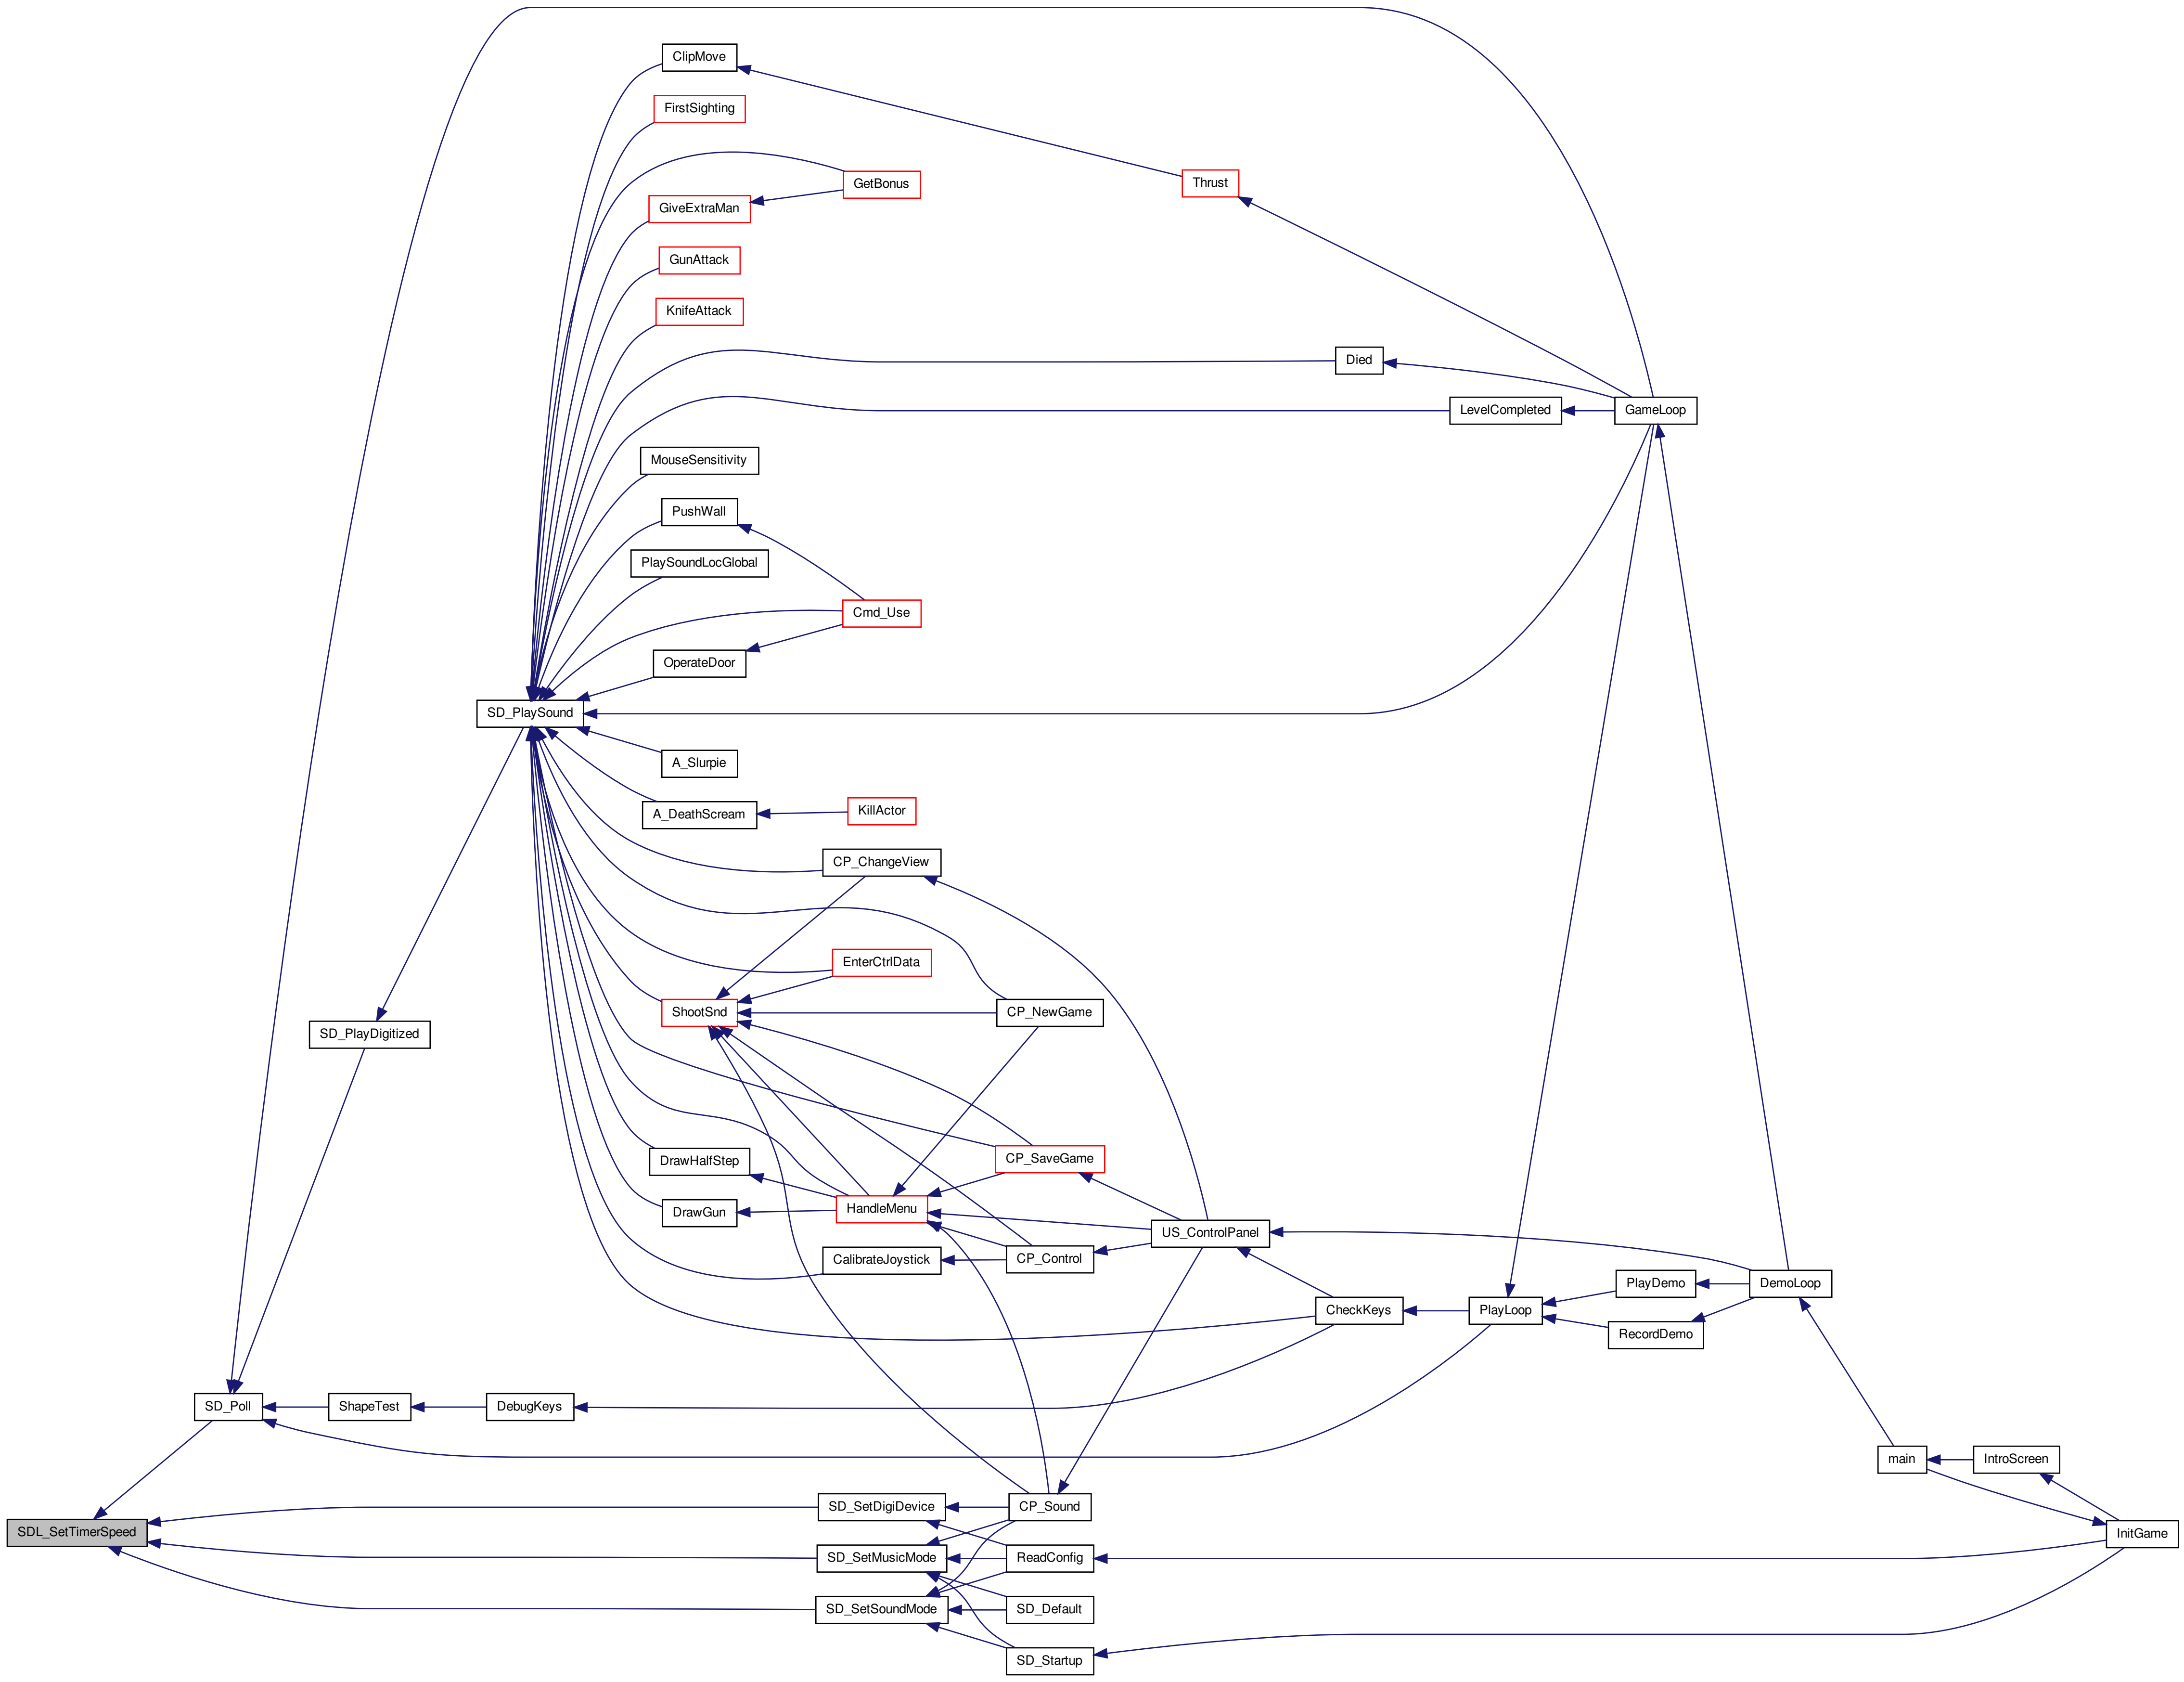 ClipMove
FirstSighting
Thrust
GetBonus
GiveExtraMan
GunAttack
KnifeAttack
Died
LevelCompleted
GameLoop
MouseSensitivity
PushWall
PlaySoundLocGlobal
Cmd_Use
OperateDoor
SD_PlaySound
A_Slurpie
A_DeathScream
KillActor
CP_ChangeView
EnterCtrlData
ShootSnd
CP_NewGame
SD_PlayDigitized
DrawHalfStep
CP_SaveGame
DrawGun
HandleMenu
US_ControlPanel
CalibrateJoystick
CP_Control
PlayDemo
DemoLoop
CheckKeys
PlayLoop
RecordDemo
SD_Poll
ShapeTest
DebugKeys
main
IntroScreen
SD_SetDigiDevice
CP_Sound
SDL_SetTimerSpeed
InitGame
SD_SetMusicMode
ReadConfig
SD_SetSoundMode
SD_Default
SD_Startup